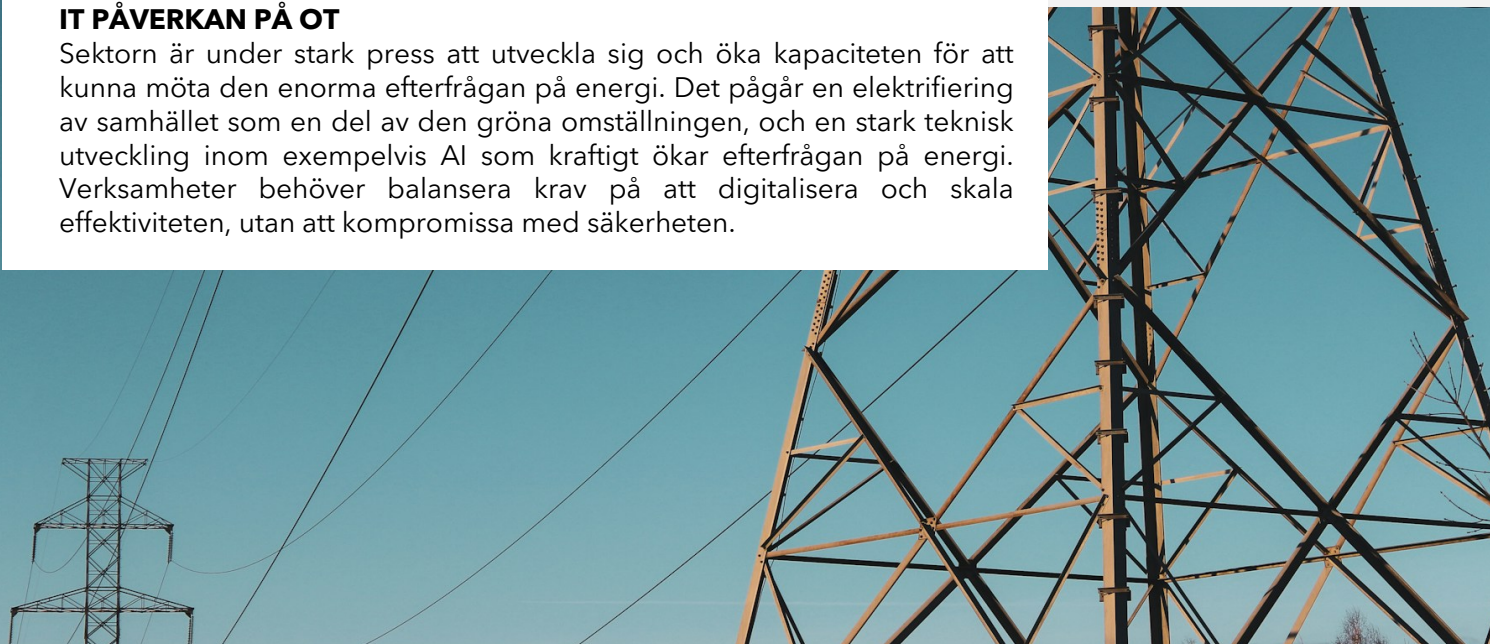 IT PÅVERKAN PÅ OT
Sektorn är under stark press att utveckla sig och öka kapaciteten för att
kunna möta den enorma efterfrågan på energi. Det pågår en elektrifiering
av samhället som en del av den gröna omställningen, och en stark teknisk
utveckling inom exempelvis AI som kraftigt ökar efterfrågan på energi.
Verksamheter behöver balansera krav på att digitalisera och skala
effektiviteten, utan att kompromissa med säkerheten.